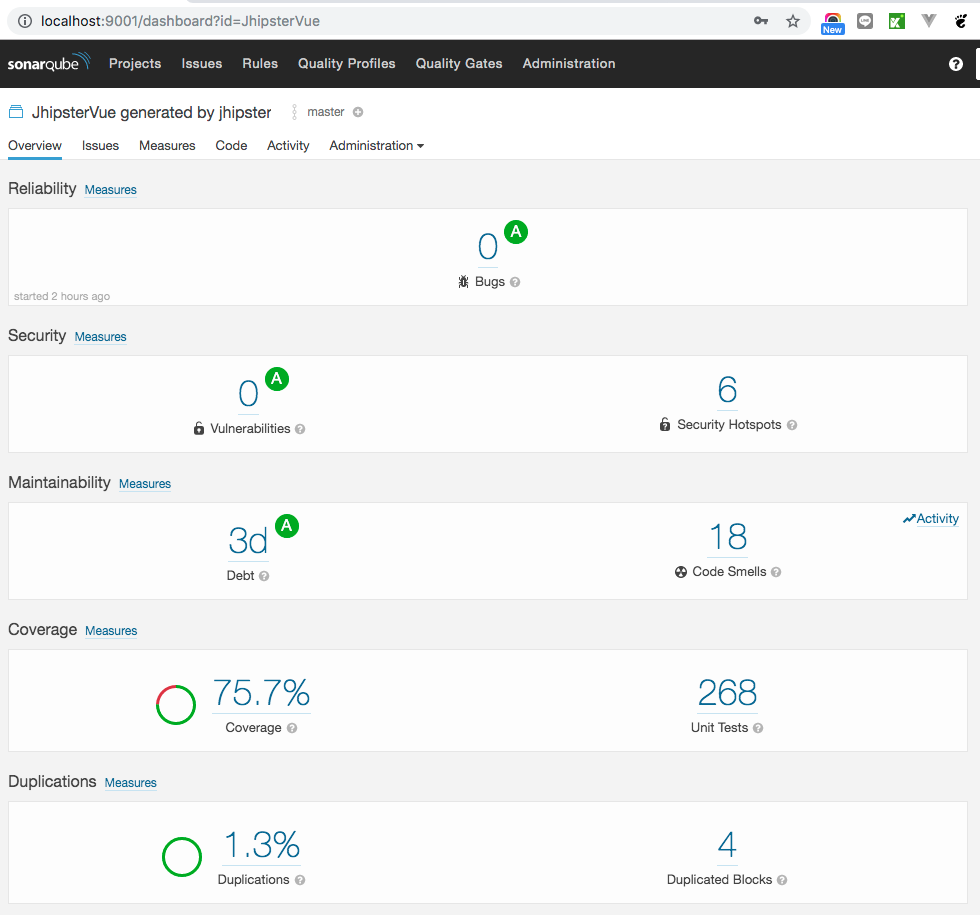 localhost:9001/dashboard?id=JhipsterVue
New
sonarqube Projects Issues Rules Quality Profiles Quality Gates Administration ?
JhipsterVue generated by jhipster master
Overview Issues Measures Code Activity Administration
Reliability Measures
0 A
Bugs ?
started 2 hours ago
Security Measures
0 A 6
Vulnerabilities ? Security Hotspots ?
Maintainability Measures
Activity
3d A 18
Debt ? Code Smells ?
Coverage Measures
75.7% 268
Coverage ? Unit Tests ?
Duplications Measures
1.3% 4
Duplications ? Duplicated Blocks ?